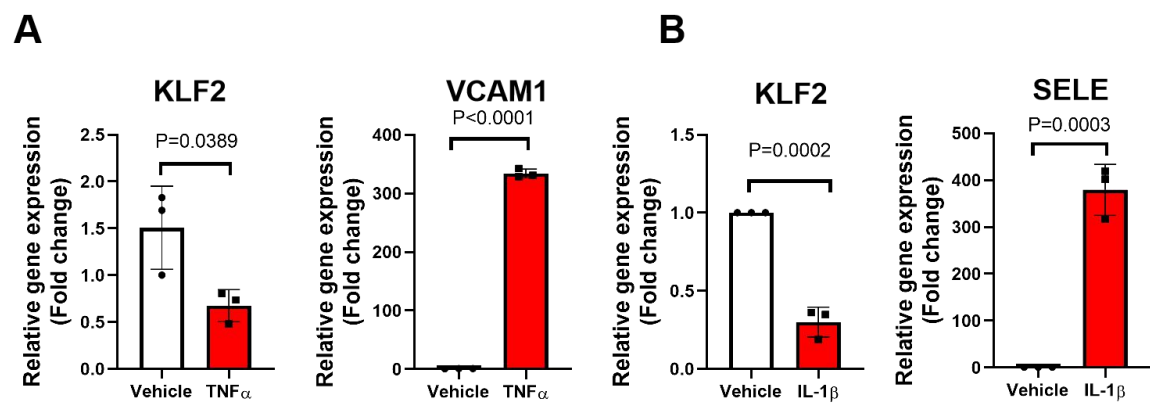 A
B
KLF2
P=0.0389
Relative gene expression
(Fold change)
2.5
2.0
1.5
1.0
0.5
0.0
Vehicle
TNFα
VCAM1
P<0.0001
Relative gene expression
(Fold change)
400
300
200
100
0
Vehicle
TNFα
KLF2
P=0.0002
Relative gene expression
(Fold change)
1.5
1.0
0.5
0.0
Vehicle
IL-1β
SELE
P=0.0003
Relative gene expression
(Fold change)
500
400
300
200
100
0
Vehicle
IL-1β